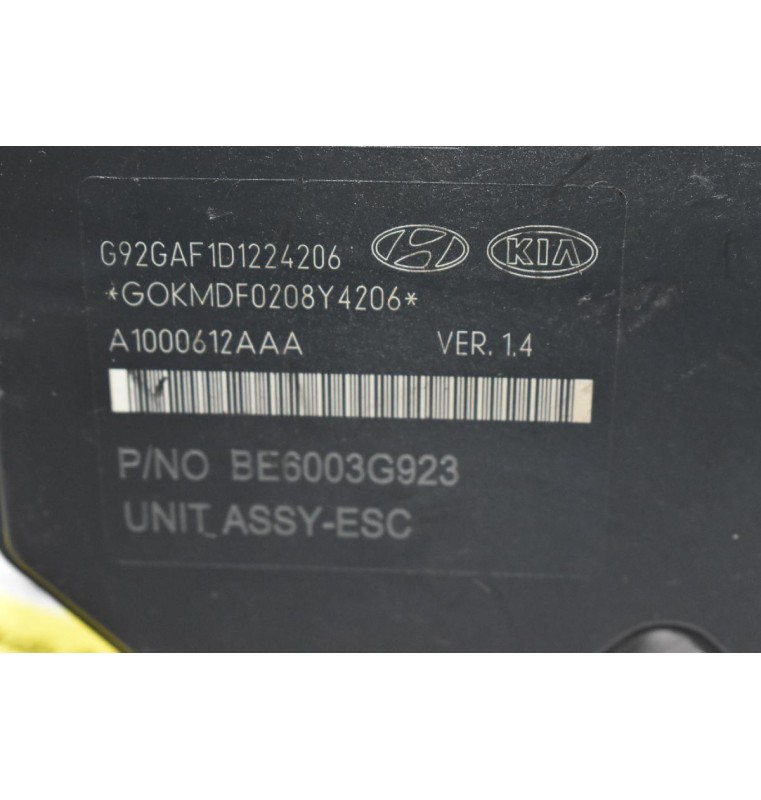 G92GAF1D1224206 KIA
*GOKMDF0208Y4206*
A1000612AAA VER. 1.4
P/NO BE6003G923
UNIT ASSY-ESC